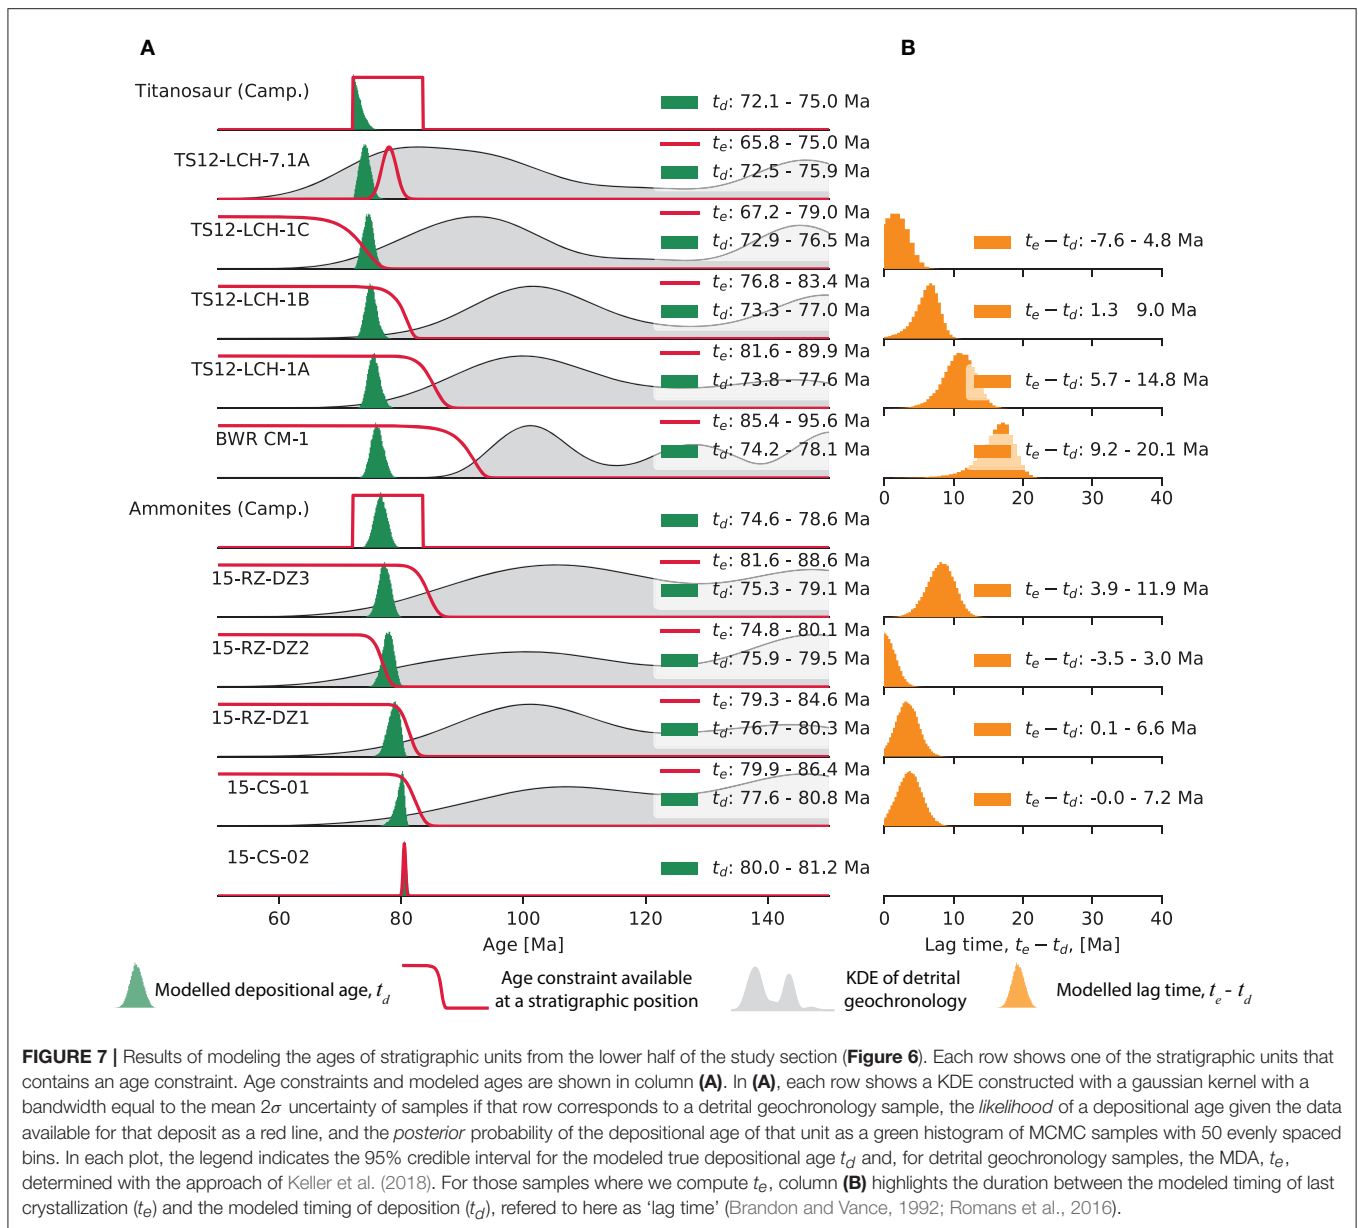 A
B
Titanosaur (Camp.)
t_d: 72.1 - 75.0 Ma
TS12-LCH-7.1A
t_e: 65.8 - 75.0 Ma
t_d: 72.5 - 75.9 Ma
TS12-LCH-1C
t_e: 67.2 - 79.0 Ma
t_d: 72.9 - 76.5 Ma
t_e − t_d: -7.6 - 4.8 Ma
TS12-LCH-1B
t_e: 76.8 - 83.4 Ma
t_d: 73.3 - 77.0 Ma
t_e − t_d: 1.3 9.0 Ma
TS12-LCH-1A
t_e: 81.6 - 89.9 Ma
t_d: 73.8 - 77.6 Ma
t_e − t_d: 5.7 - 14.8 Ma
BWR CM-1
t_e: 85.4 - 95.6 Ma
t_d: 74.2 - 78.1 Ma
t_e − t_d: 9.2 - 20.1 Ma
0 10 20 30 40
Ammonites (Camp.)
t_d: 74.6 - 78.6 Ma
15-RZ-DZ3
t_e: 81.6 - 88.6 Ma
t_d: 75.3 - 79.1 Ma
t_e − t_d: 3.9 - 11.9 Ma
15-RZ-DZ2
t_e: 74.8 - 80.1 Ma
t_d: 75.9 - 79.5 Ma
t_e − t_d: -3.5 - 3.0 Ma
15-RZ-DZ1
t_e: 79.3 - 84.6 Ma
t_d: 76.7 - 80.3 Ma
t_e − t_d: 0.1 - 6.6 Ma
15-CS-01
t_e: 79.9 - 86.4 Ma
t_d: 77.6 - 80.8 Ma
t_e − t_d: -0.0 - 7.2 Ma
15-CS-02
t_d: 80.0 - 81.2 Ma
60 80 100 120 140
Age [Ma]
0 10 20 30 40
Lag time, t_e − t_d, [Ma]
Modelled depositional age, t_d
Age constraint available
at a stratigraphic position
KDE of detrital
geochronology
Modelled lag time, t_e - t_d
FIGURE 7 | Results of modeling the ages of stratigraphic units from the lower half of the study section (Figure 6). Each row shows one of the stratigraphic units that
contains an age constraint. Age constraints and modeled ages are shown in column (A). In (A), each row shows a KDE constructed with a gaussian kernel with a
bandwidth equal to the mean 2σ uncertainty of samples if that row corresponds to a detrital geochronology sample, the likelihood of a depositional age given the data
available for that deposit as a red line, and the posterior probability of the depositional age of that unit as a green histogram of MCMC samples with 50 evenly spaced
bins. In each plot, the legend indicates the 95% credible interval for the modeled true depositional age t_d and, for detrital geochronology samples, the MDA, t_e,
determined with the approach of Keller et al. (2018). For those samples where we compute t_e, column (B) highlights the duration between the modeled timing of last
crystallization (t_e) and the modeled timing of deposition (t_d), refered to here as ‘lag time’ (Brandon and Vance, 1992; Romans et al., 2016).